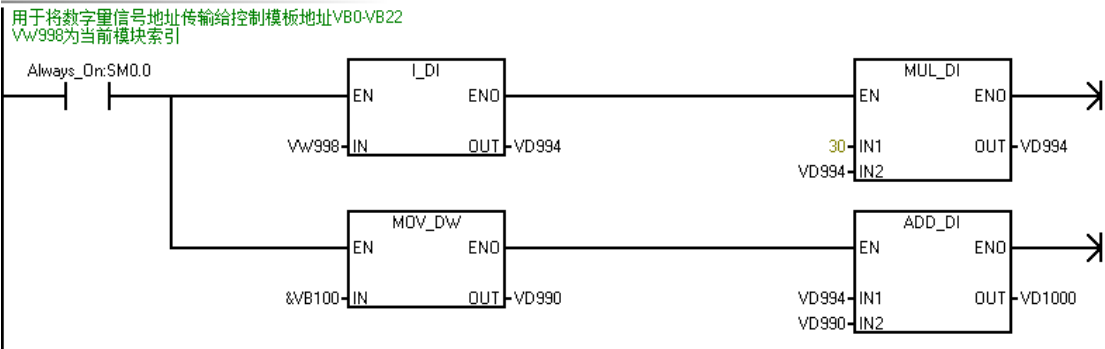 用于将数字量信号地址传输给控制模板地址VB0-VB22
VW998为当前模块索引
Always_On:SM0.0
I_DI
MUL_DI
EN
ENO
EN
ENO
VW998
IN
OUT
VD994
30
IN1
OUT
VD994
VD994
IN2
MOV_DW
ADD_DI
EN
ENO
EN
ENO
&VB100
IN
OUT
VD990
VD994
IN1
OUT
VD1000
VD990
IN2